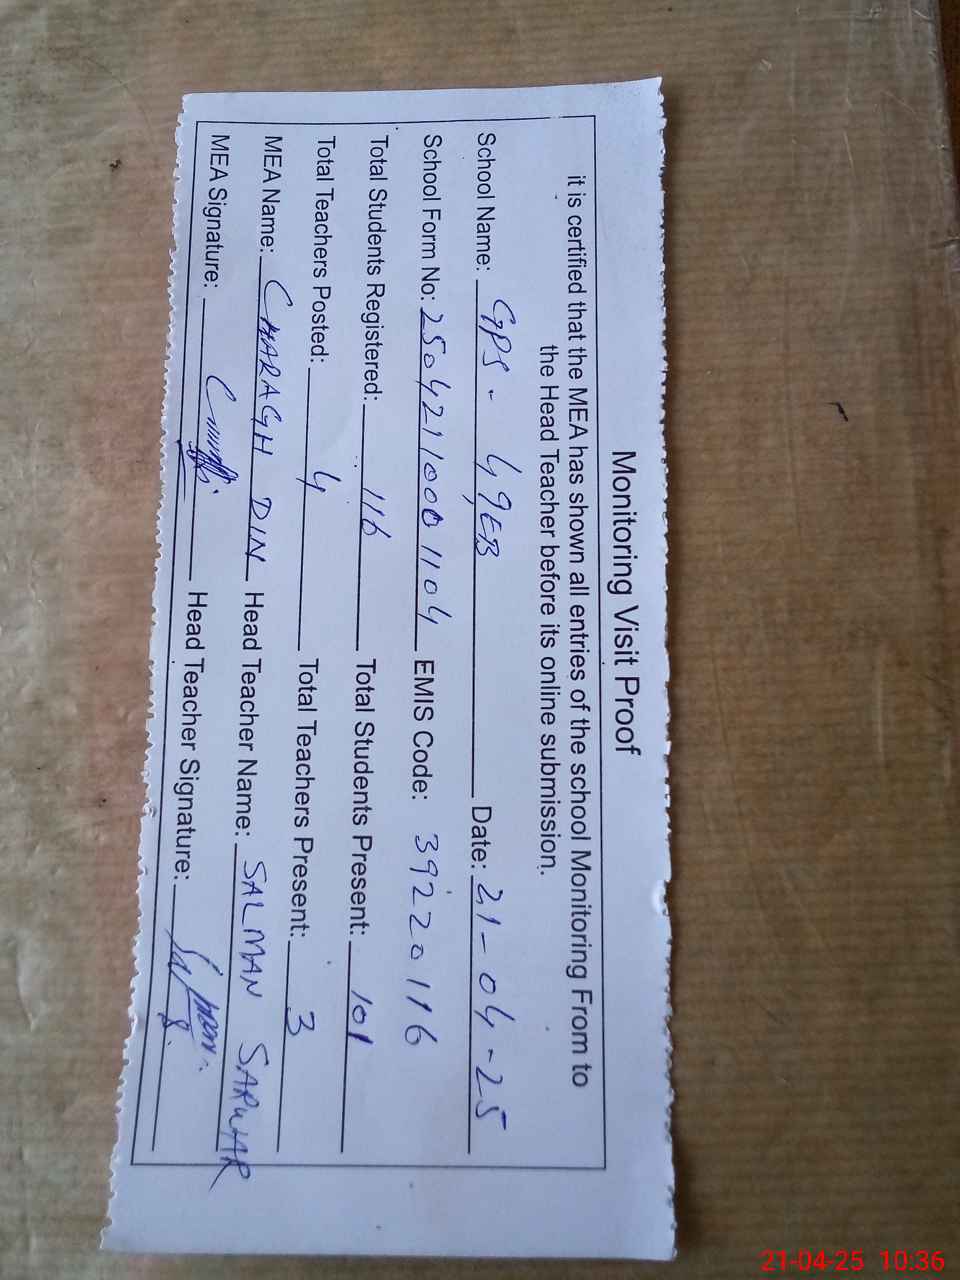 Monitoring Visit Proof
it is certified that the MEA has shown all entries of the school Monitoring From to
the Head Teacher before its online submission.
School Name: GPS - 49EB Date: 21-04-25
School Form No: 25042110001104 EMIS Code: 39220116
Total Students Registered: 116 Total Students Present: 101
Total Teachers Posted: 4 Total Teachers Present: 3
MEA Name: CHARAGH DIN Head Teacher Name: SALMAN SARWAR
MEA Signature: Head Teacher Signature:
21-04-25 10:36